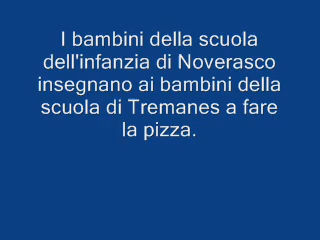 I bambini della scuola
dell'infanzia di Noverasco
insegnano ai bambini della
scuola di Tremanes a fare
la pizza.